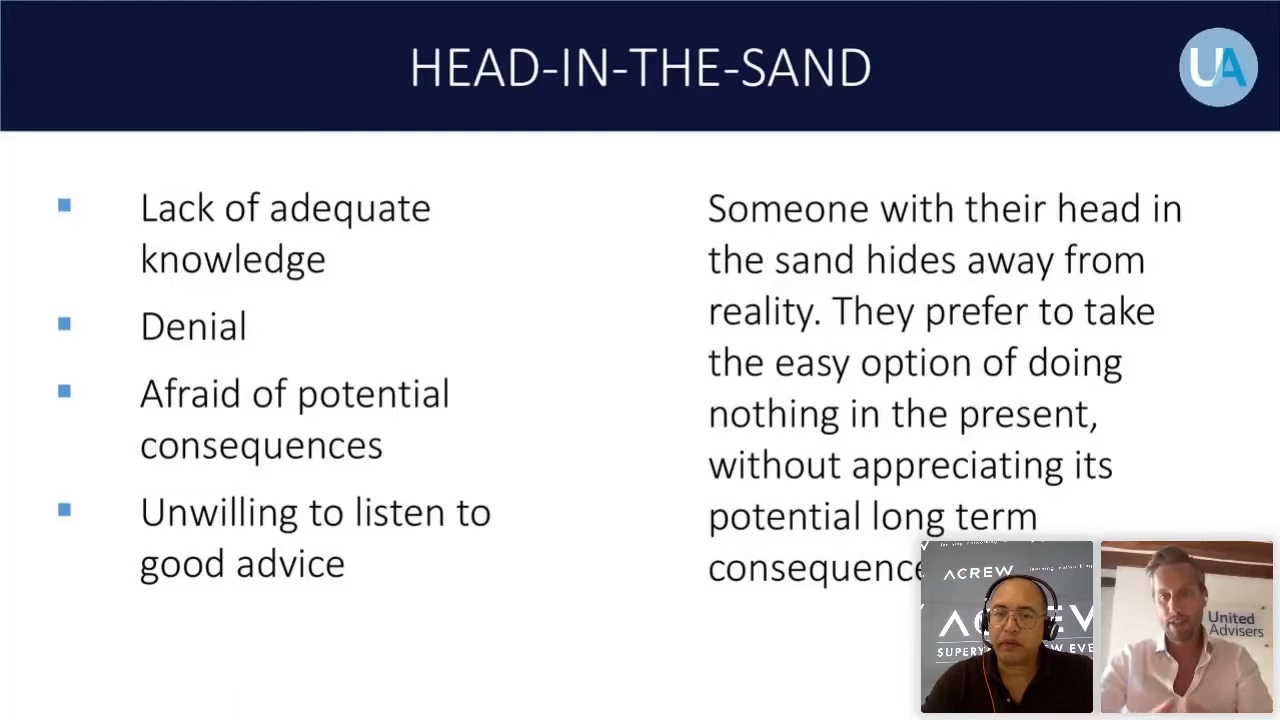 HEAD-IN-THE-SAND
UA
Lack of adequate
knowledge
Denial
Afraid of potential
consequences
Unwilling to listen to
good advice
Someone with their head in
the sand hides away from
reality. They prefer to take
the easy option of doing
nothing in the present,
without appreciating its
potential long term
ACREW
United
Advisers